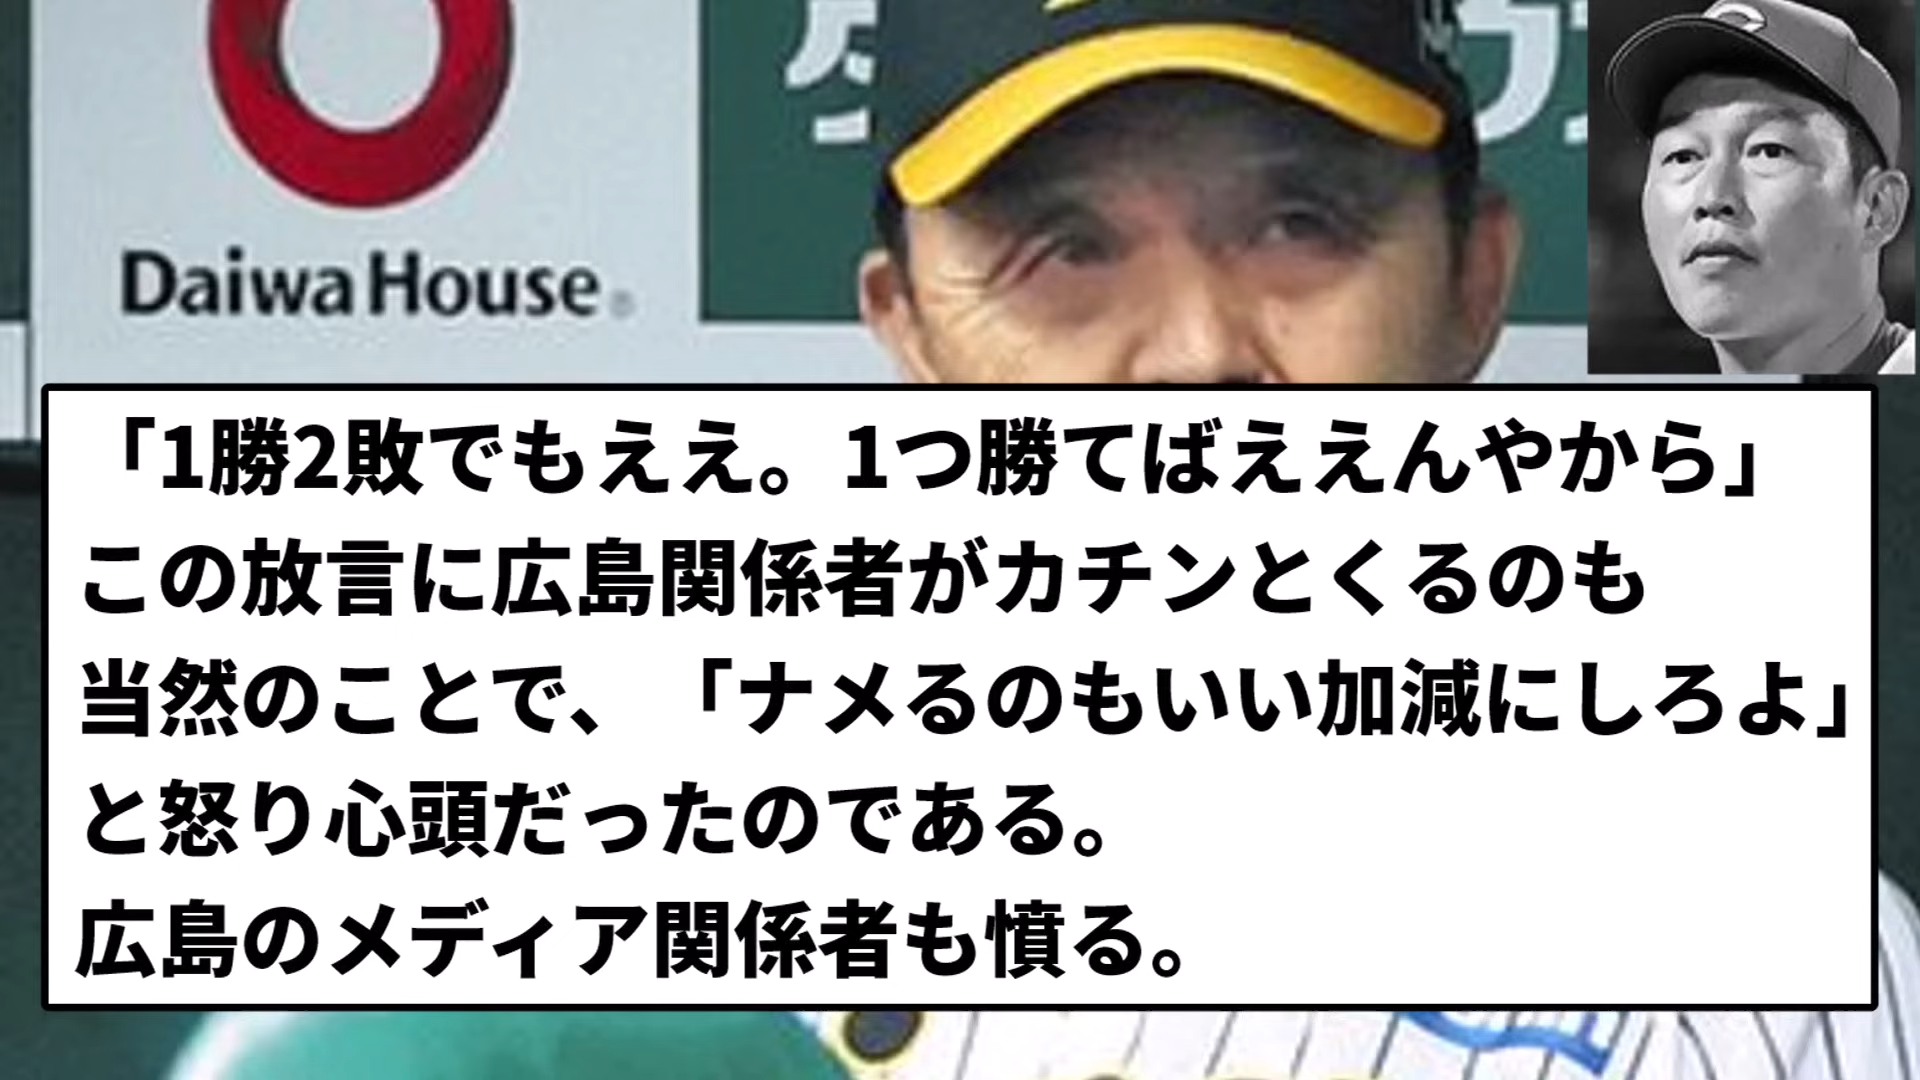 Daiwa House
「1勝2敗でもええ。1つ勝てばええんやから」
この放言に広島関係者がカチンとくるのも
当然のことで、「ナメるのもいい加減にしろよ」
と怒り心頭だったのである。
広島のメディア関係者も憤る。